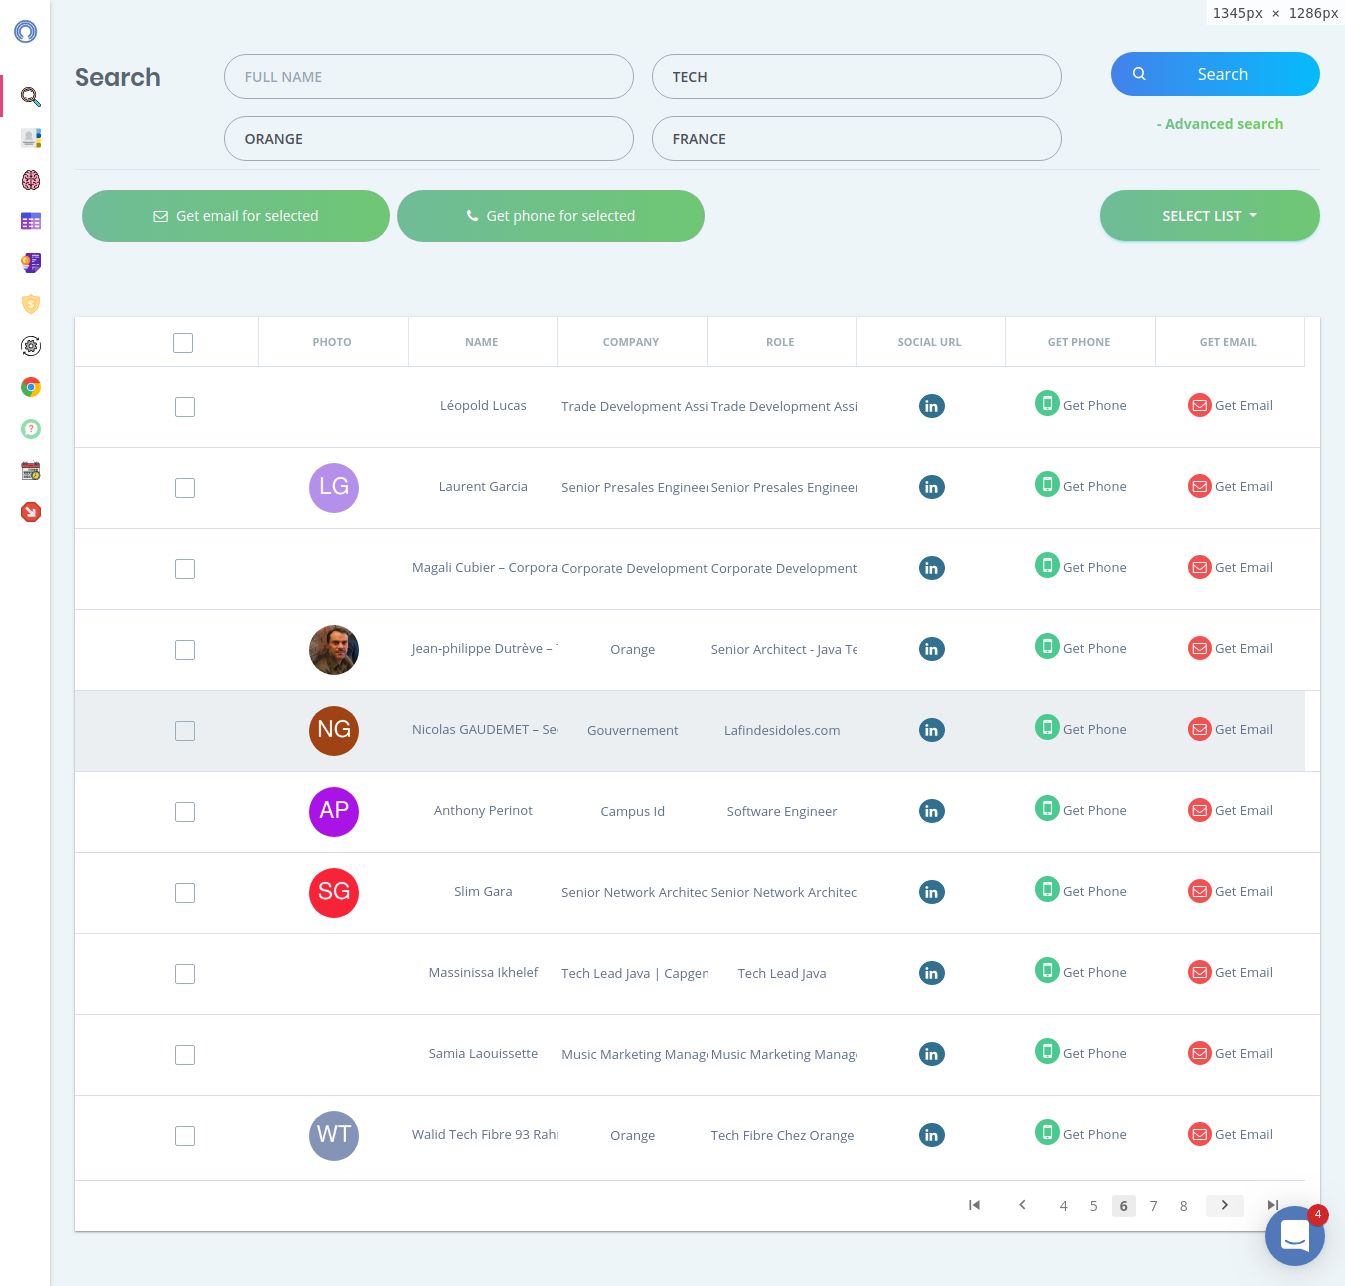 1345px × 1286px
Search
FULL NAME
TECH
Search
ORANGE
FRANCE
- Advanced search
Get email for selected
Get phone for selected
SELECT LIST
PHOTO NAME COMPANY ROLE SOCIAL URL GET PHONE GET EMAIL
Léopold Lucas Trade Development Assi Trade Development Assi in Get Phone Get Email
LG Laurent Garcia Senior Presales Engineer Senior Presales Engineer in Get Phone Get Email
Magali Cubier – Corpora Corporate Development Corporate Development in Get Phone Get Email
Jean-philippe Dutrève – Orange Senior Architect - Java Te in Get Phone Get Email
NG Nicolas GAUDEMET – Se Gouvernement Lafindesidoles.com in Get Phone Get Email
AP Anthony Perinot Campus Id Software Engineer in Get Phone Get Email
SG Slim Gara Senior Network Architec Senior Network Architec in Get Phone Get Email
Massinissa Ikhelef Tech Lead Java | Capgen Tech Lead Java in Get Phone Get Email
Samia Laouissette Music Marketing Manag Music Marketing Manag in Get Phone Get Email
WT Walid Tech Fibre 93 Rah Orange Tech Fibre Chez Orange in Get Phone Get Email
4 5 6 7 8
4